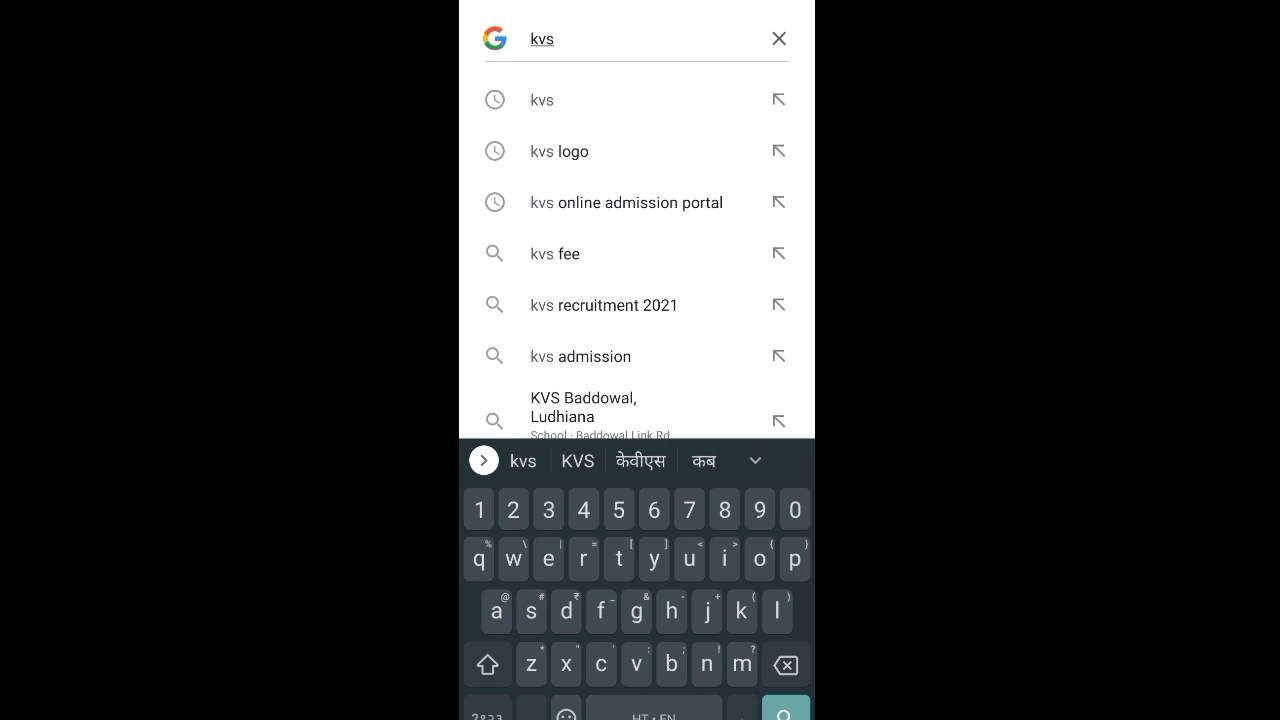 kvs
kvs
kvs logo
kvs online admission portal
kvs fee
kvs recruitment 2021
kvs admission
KVS Baddowal,
Ludhiana
School · Baddowal Link Rd
kvs KVS केवीएस कब
1 2 3 4 5 6 7 8 9 0
% \ | = [ ] < > { }
q w e r t y u i o p
@ # ₹ _ & - + ( )
a s d f g h j k l
* " ' : ; ! ?
z x c v b n m